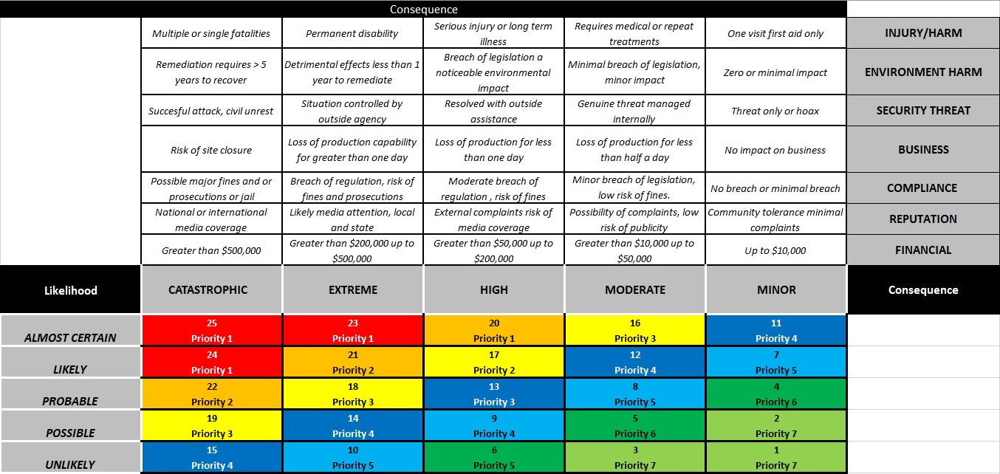 Consequence
Multiple or single fatalities
Permanent disability
Serious injury or long term
illness
Requires medical or repeat
treatments
One visit first aid only
INJURY/HARM
Remediation requires > 5
years to recover
Detrimental effects less than 1
year to remediate
Breach of legislation a
noticeable environmental
impact
Minimal breach of legislation,
minor impact
Zero or minimal impact
ENVIRONMENT HARM
Succesful attack, civil unrest
Situation controlled by
outside agency
Resolved with outside
assistance
Genuine threat managed
internally
Threat only or hoax
SECURITY THREAT
Risk of site closure
Loss of production capability
for greater than one day
Loss of production for less
than one day
Loss of production for less
than half a day
No impact on business
BUSINESS
Possible major fines and or
prosecutions or jail
Breach of regulation, risk of
fines and prosecutions
Moderate breach of
regulation , risk of fines
Minor breach of legislation,
low risk of fines.
No breach or minimal breach
COMPLIANCE
National or international
media coverage
Likely media attention, local
and state
External complaints risk of
media coverage
Possibility of complaints, low
risk of publicity
Community tolerance minimal
complaints
REPUTATION
Greater than $500,000
Greater than $200,000 up to
$500,000
Greater than $50,000 up to
$200,000
Greater than $10,000 up to
$50,000
Up to $10,000
FINANCIAL
Likelihood
CATASTROPHIC
EXTREME
HIGH
MODERATE
MINOR
Consequence
ALMOST CERTAIN
25
Priority 1
23
Priority 1
20
Priority 1
16
Priority 3
11
Priority 4
LIKELY
24
Priority 1
21
Priority 2
17
Priority 2
12
Priority 4
7
Priority 5
PROBABLE
22
Priority 2
18
Priority 3
13
Priority 3
8
Priority 5
4
Priority 6
POSSIBLE
19
Priority 3
14
Priority 4
9
Priority 4
5
Priority 6
2
Priority 7
UNLIKELY
15
Priority 4
10
Priority 5
6
Priority 5
3
Priority 7
1
Priority 7